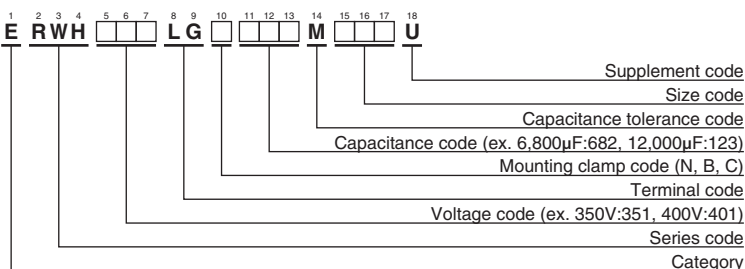 1 2 3 4 5 6 7 8 9 10 11 12 13 14 15 16 17 18
E RWH □□□ LG □ □□□ M □□□ U
Supplement code
Size code
Capacitance tolerance code
Capacitance code (ex. 6,800µF:682, 12,000µF:123)
Mounting clamp code (N, B, C)
Terminal code
Voltage code (ex. 350V:351, 400V:401)
Series code
Category